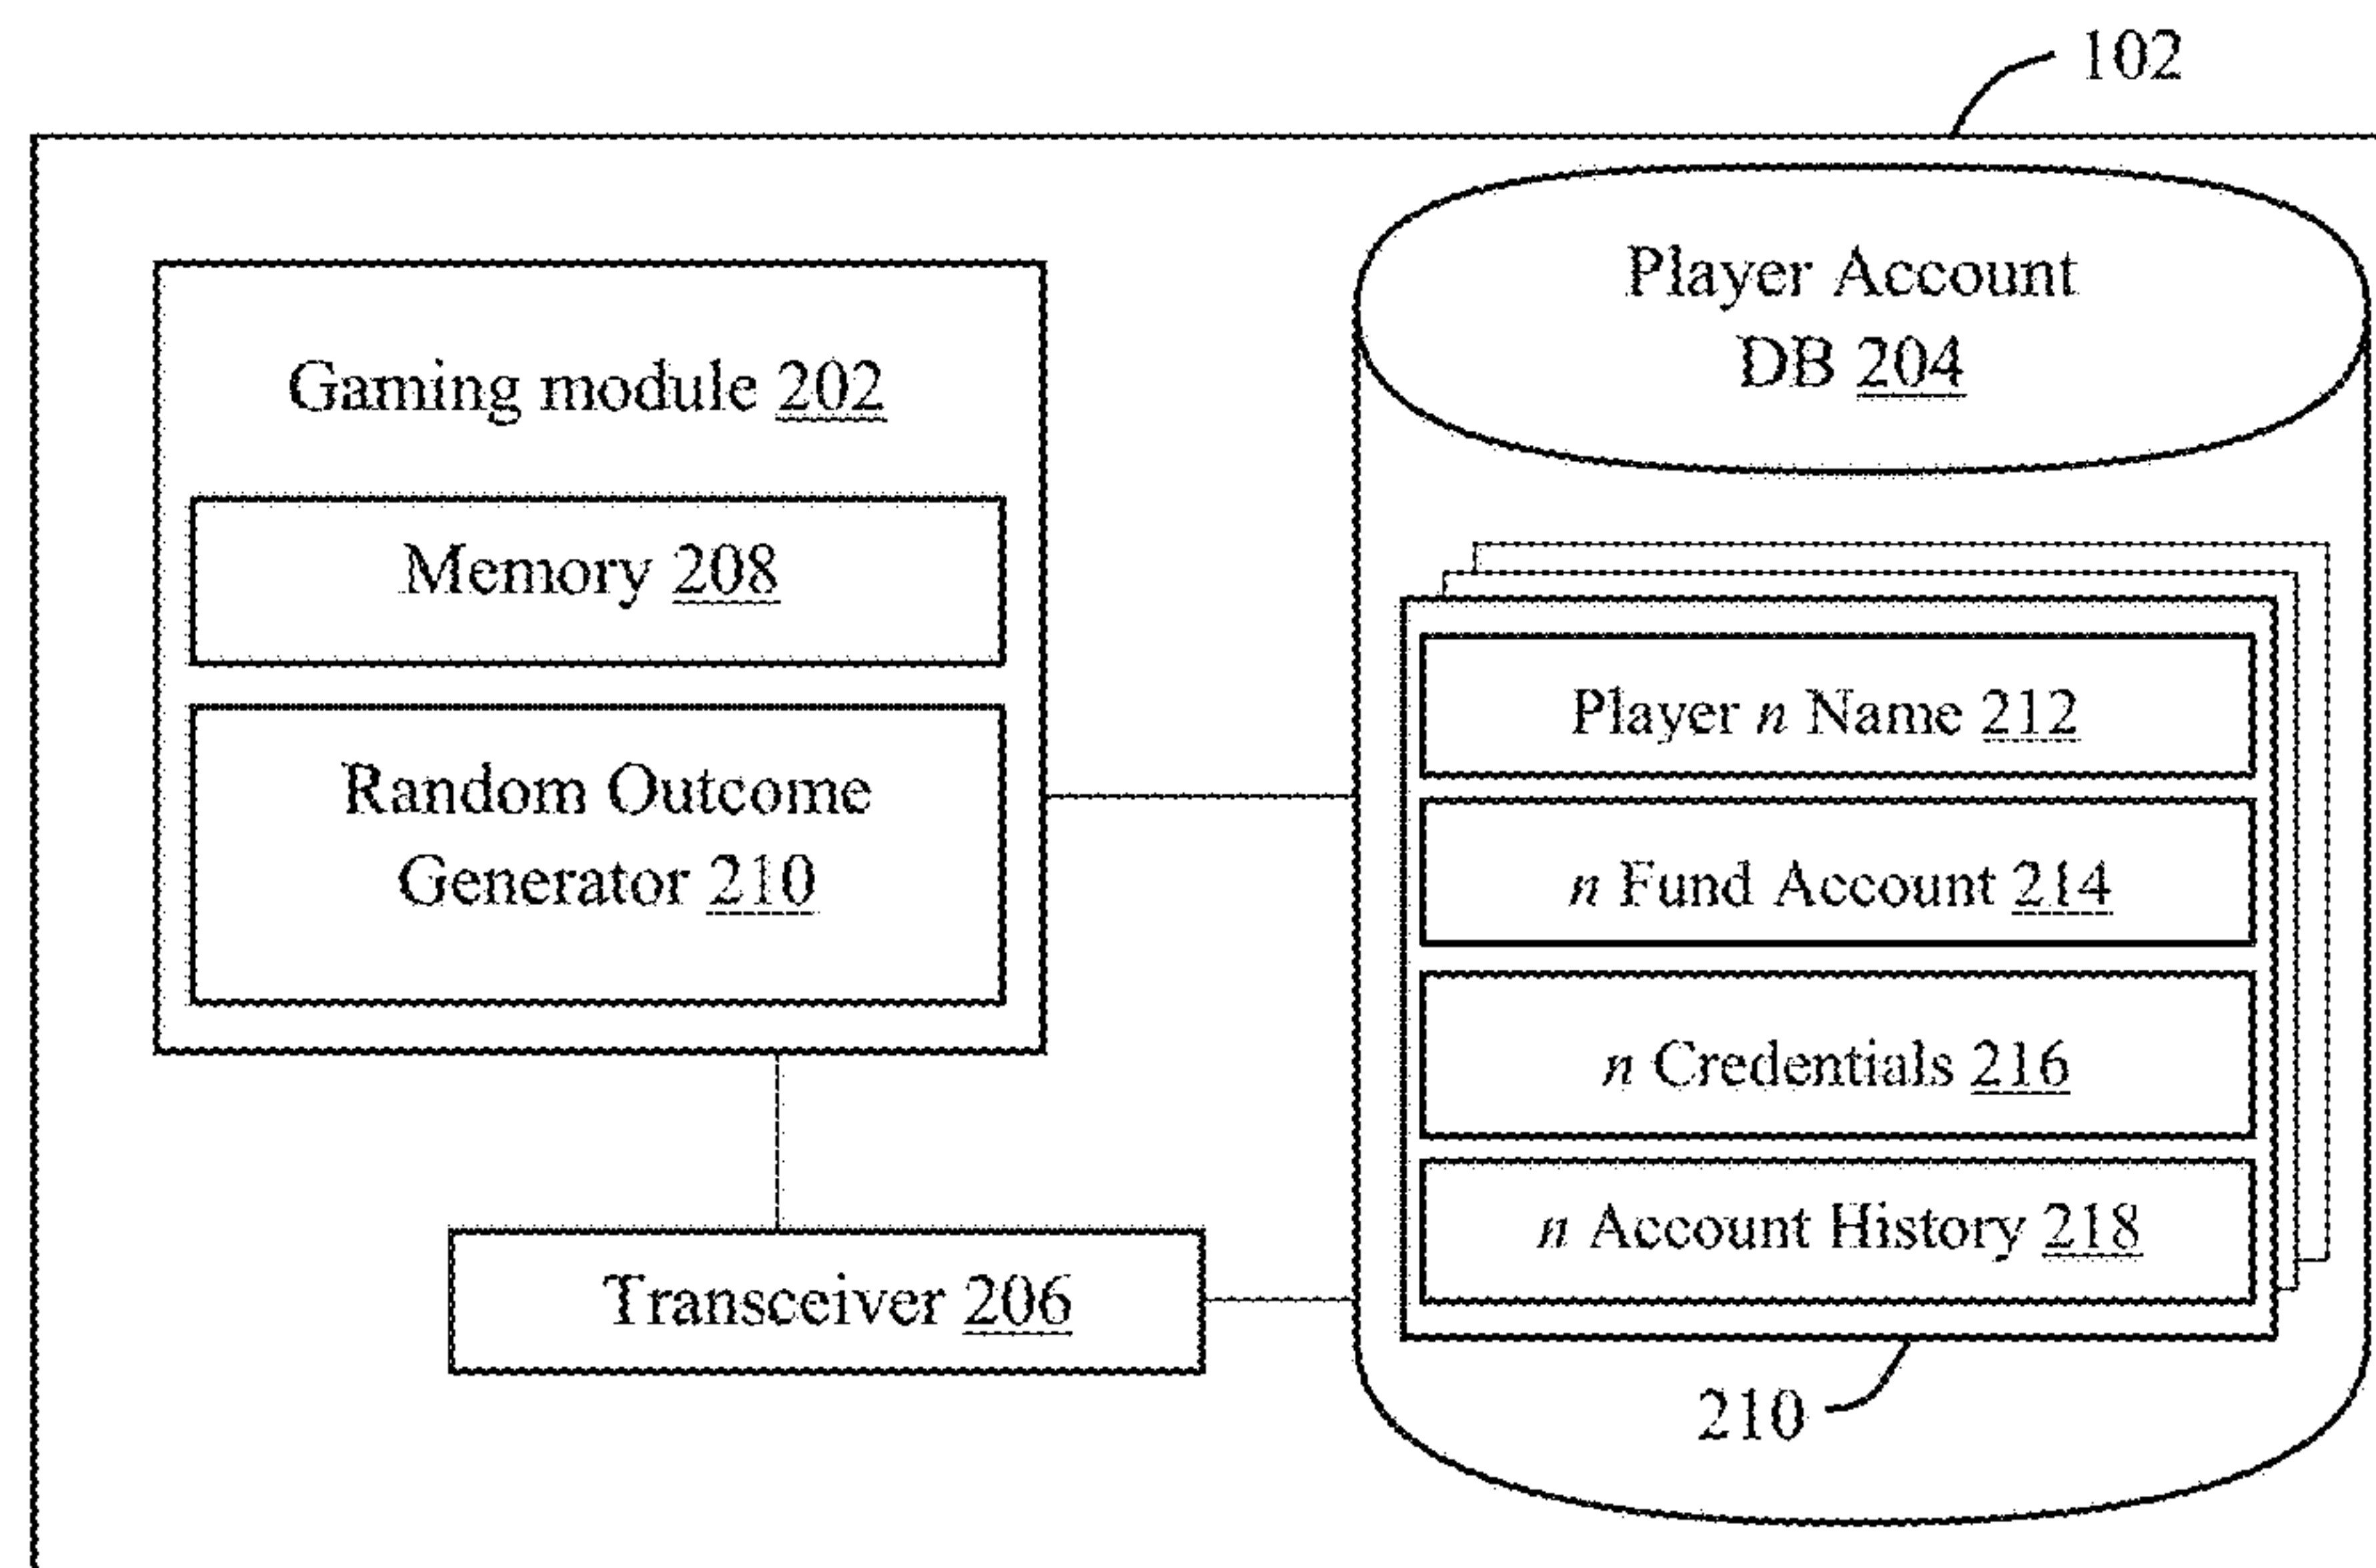 102
Gaming module 202
Memory 208
Random Outcome
Generator 210
Transceiver 206
Player Account
DB 204
Player n Name 212
n Fund Account 214
n Credentials 216
n Account History 218
210